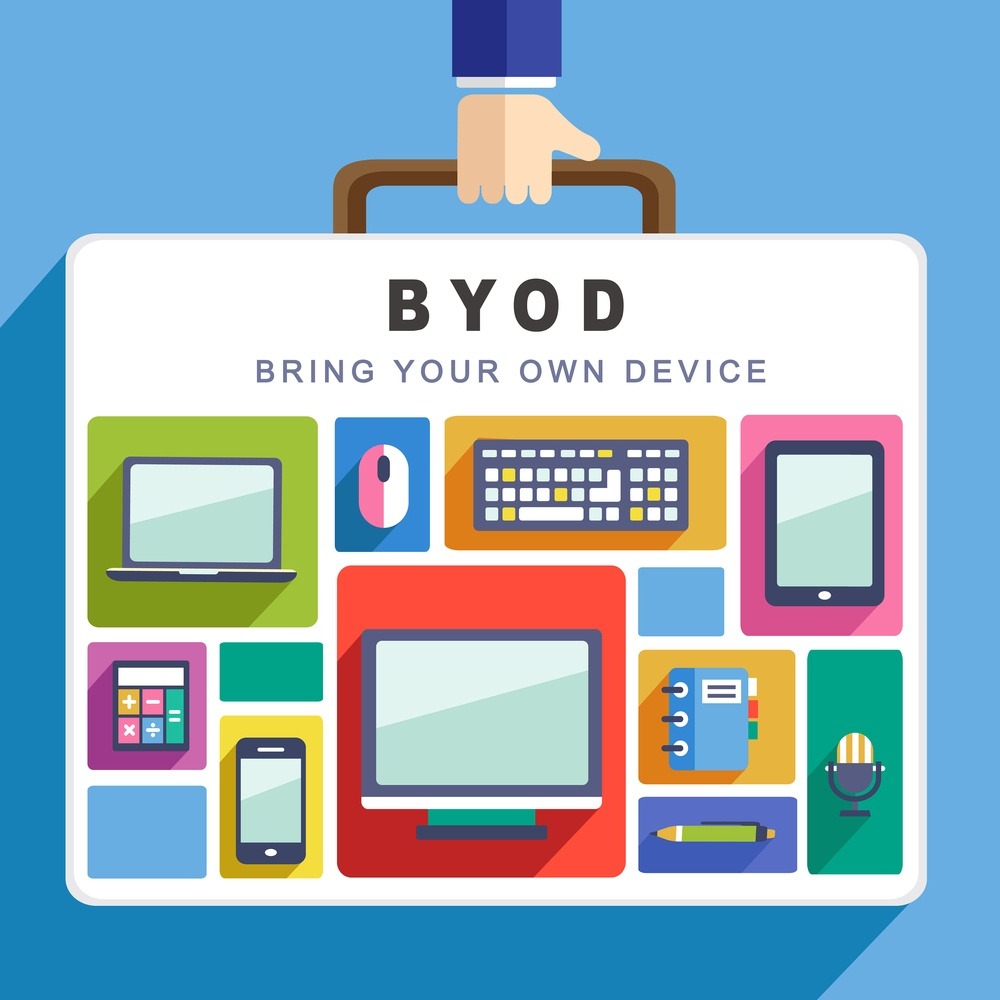 BYOD
BRING YOUR OWN DEVICE
+ −
× ÷ =